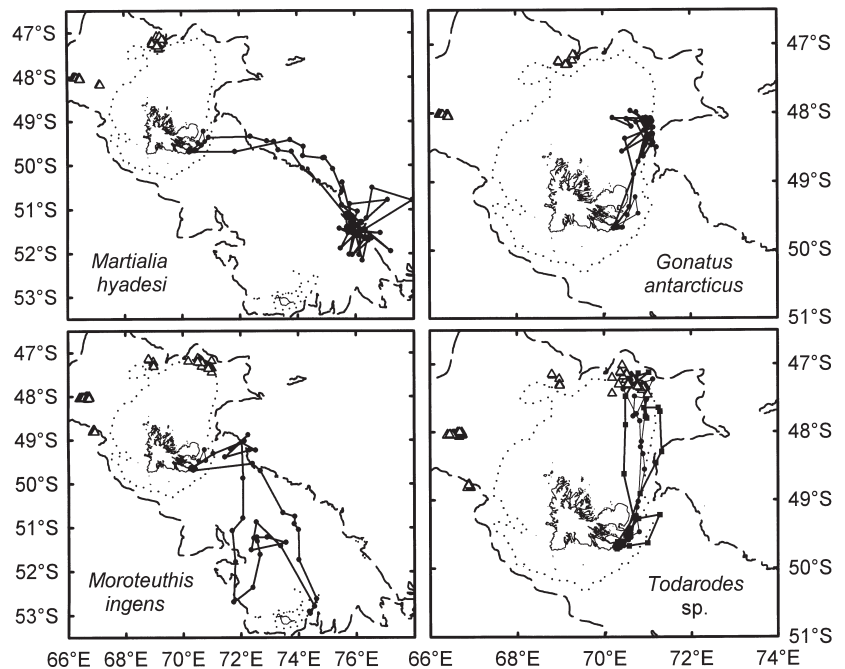 47°S
48°S
49°S
50°S
51°S
52°S
53°S
Martialia
hyadesi
47°S
48°S
49°S
50°S
51°S
Gonatus
antarcticus
47°S
48°S
49°S
50°S
51°S
52°S
53°S
Moroteuthis
ingens
66°E 68°E 70°E 72°E 74°E 76°E
47°S
48°S
49°S
50°S
51°S
Todarodes
sp.
66°E 68°E 70°E 72°E 74°E